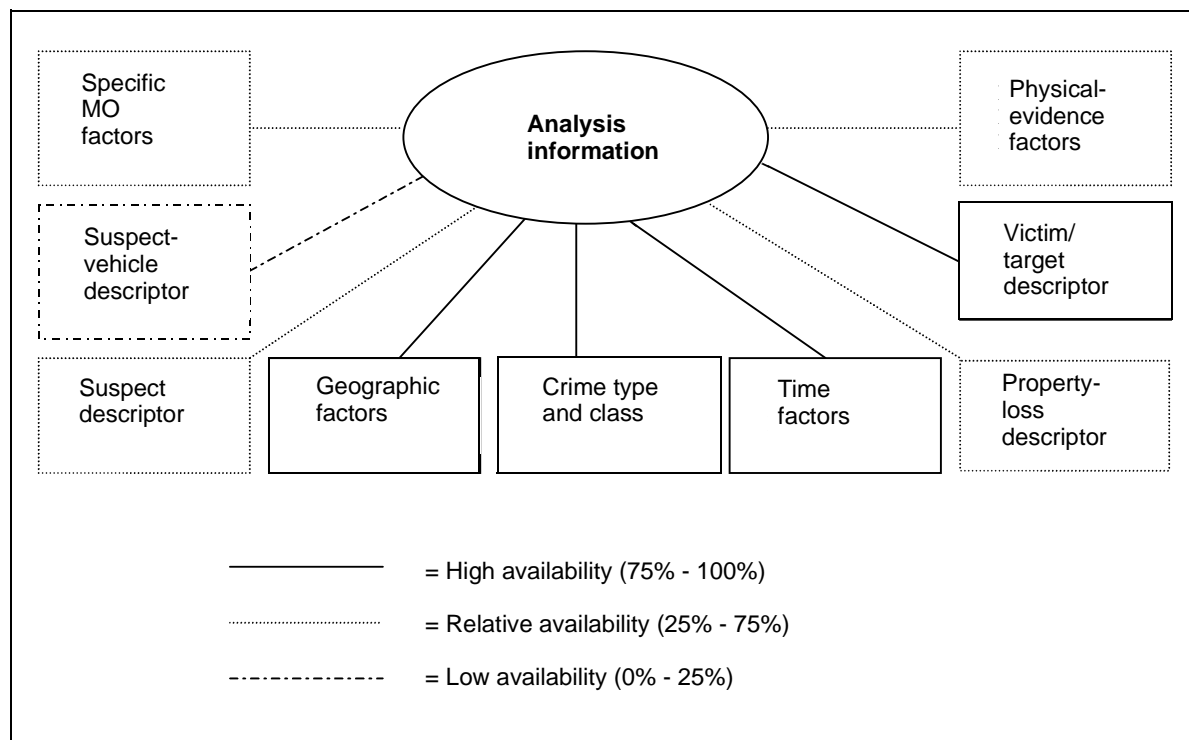 Specific
MO
factors
Analysis
information
Physical-
evidence
factors
Suspect-
vehicle
descriptor
Victim/
target
descriptor
Suspect
descriptor
Geographic
factors
Crime type
and class
Time
factors
Property-
loss
descriptor
= High availability (75% - 100%)
= Relative availability (25% - 75%)
= Low availability (0% - 25%)